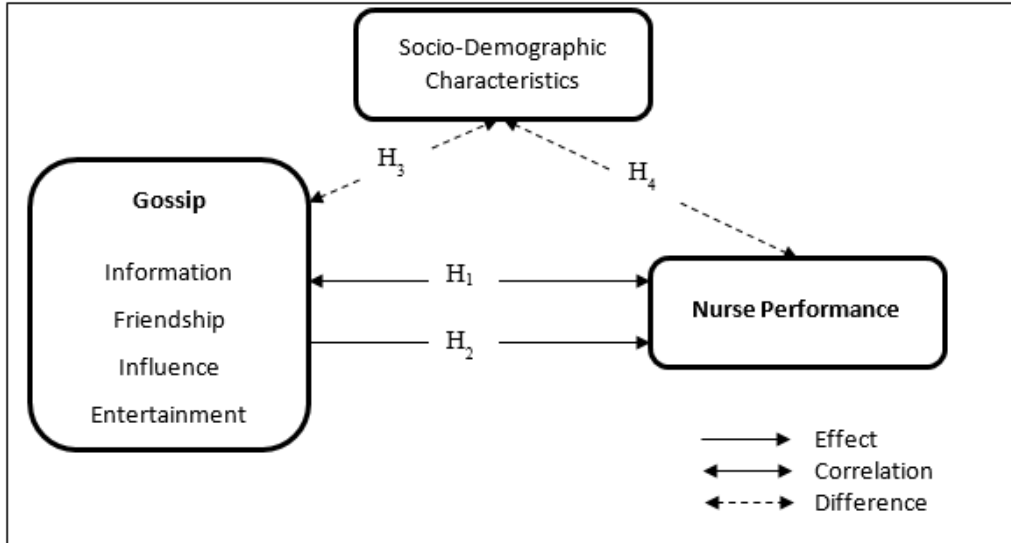 Socio-Demographic
Characteristics
H₃
H₄
Gossip
Information
Friendship
Influence
Entertainment
H₁
H₂
Nurse Performance
Effect
Correlation
Difference